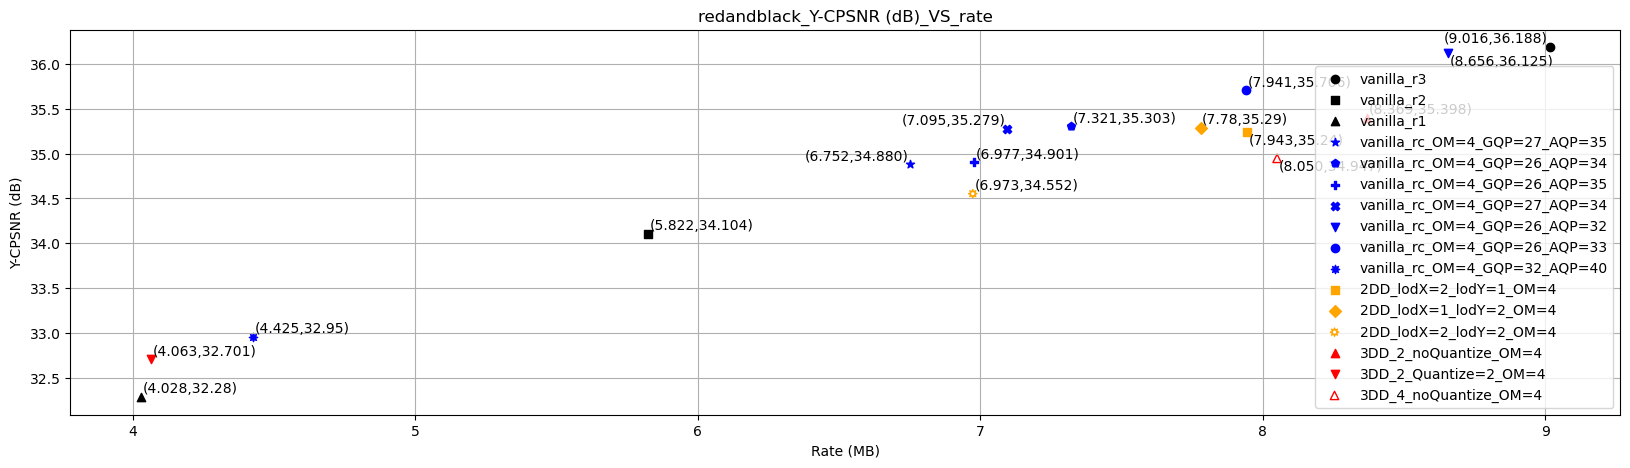 redandblack_Y-CPSNR (dB)_VS_rate
Y-CPSNR (dB)
36.0
35.5
35.0
34.5
34.0
33.5
33.0
32.5
(9.016,36.188)
(8.656,36.125)
(7.941,35.706)
(8.369,35.398)
(7.095,35.279)
(7.321,35.303)
(7.78,35.29)
(7.943,35.24)
(6.752,34.880)
(6.977,34.901)
(8.050,34.947)
(6.973,34.552)
(5.822,34.104)
(4.425,32.95)
(4.063,32.701)
(4.028,32.28)
vanilla_r3
vanilla_r2
vanilla_r1
vanilla_rc_OM=4_GQP=27_AQP=35
vanilla_rc_OM=4_GQP=26_AQP=34
vanilla_rc_OM=4_GQP=26_AQP=35
vanilla_rc_OM=4_GQP=27_AQP=34
vanilla_rc_OM=4_GQP=26_AQP=32
vanilla_rc_OM=4_GQP=26_AQP=33
vanilla_rc_OM=4_GQP=32_AQP=40
2DD_lodX=2_lodY=1_OM=4
2DD_lodX=1_lodY=2_OM=4
2DD_lodX=2_lodY=2_OM=4
3DD_2_noQuantize_OM=4
3DD_2_Quantize=2_OM=4
3DD_4_noQuantize_OM=4
4
5
6
7
8
9
Rate (MB)